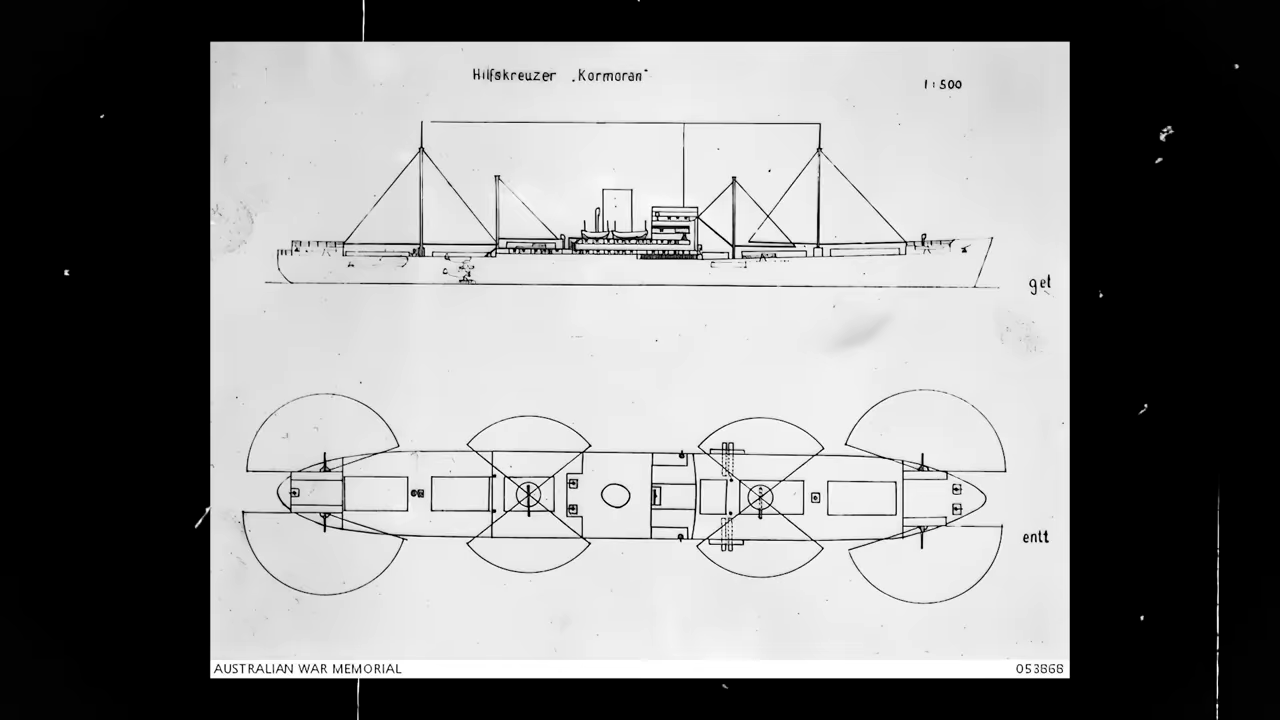 Hilfskreuzer „Kormoran“
1:500
get
entt
AUSTRALIAN WAR MEMORIAL
053868